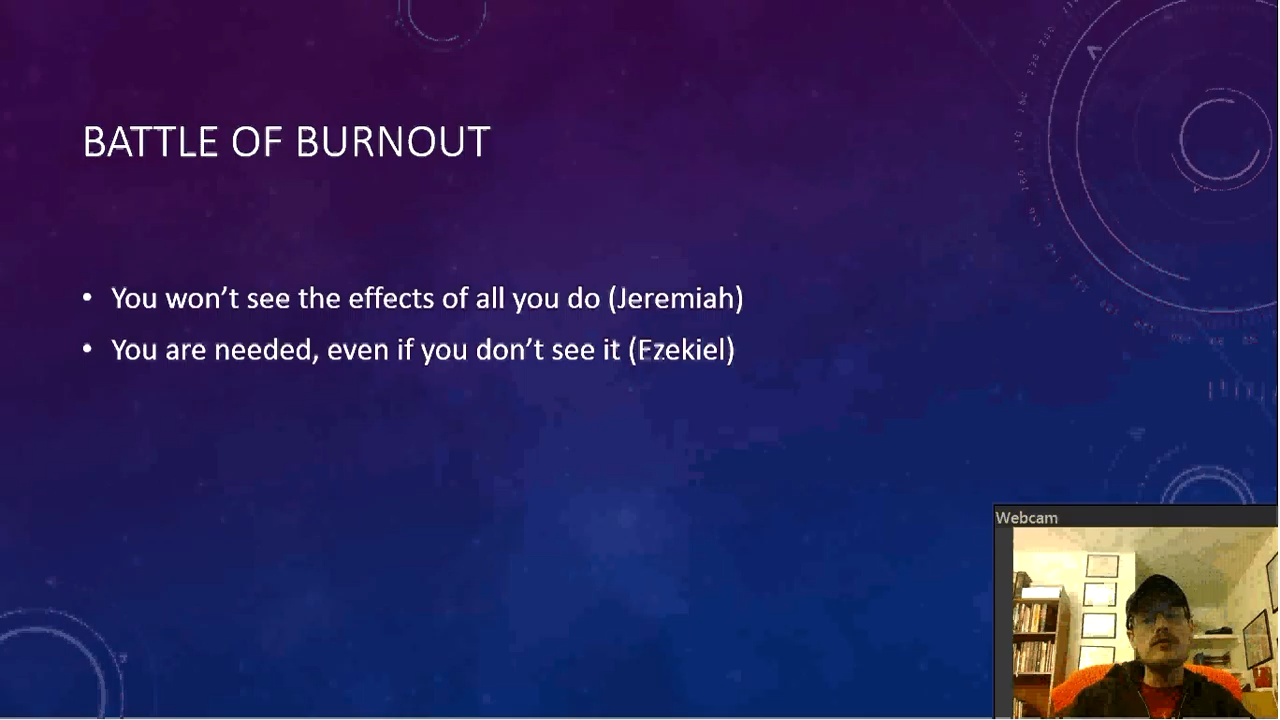 BATTLE OF BURNOUT
• You won't see the effects of all you do (Jeremiah)
• You are needed, even if you don't see it (Ezekiel)
Webcam